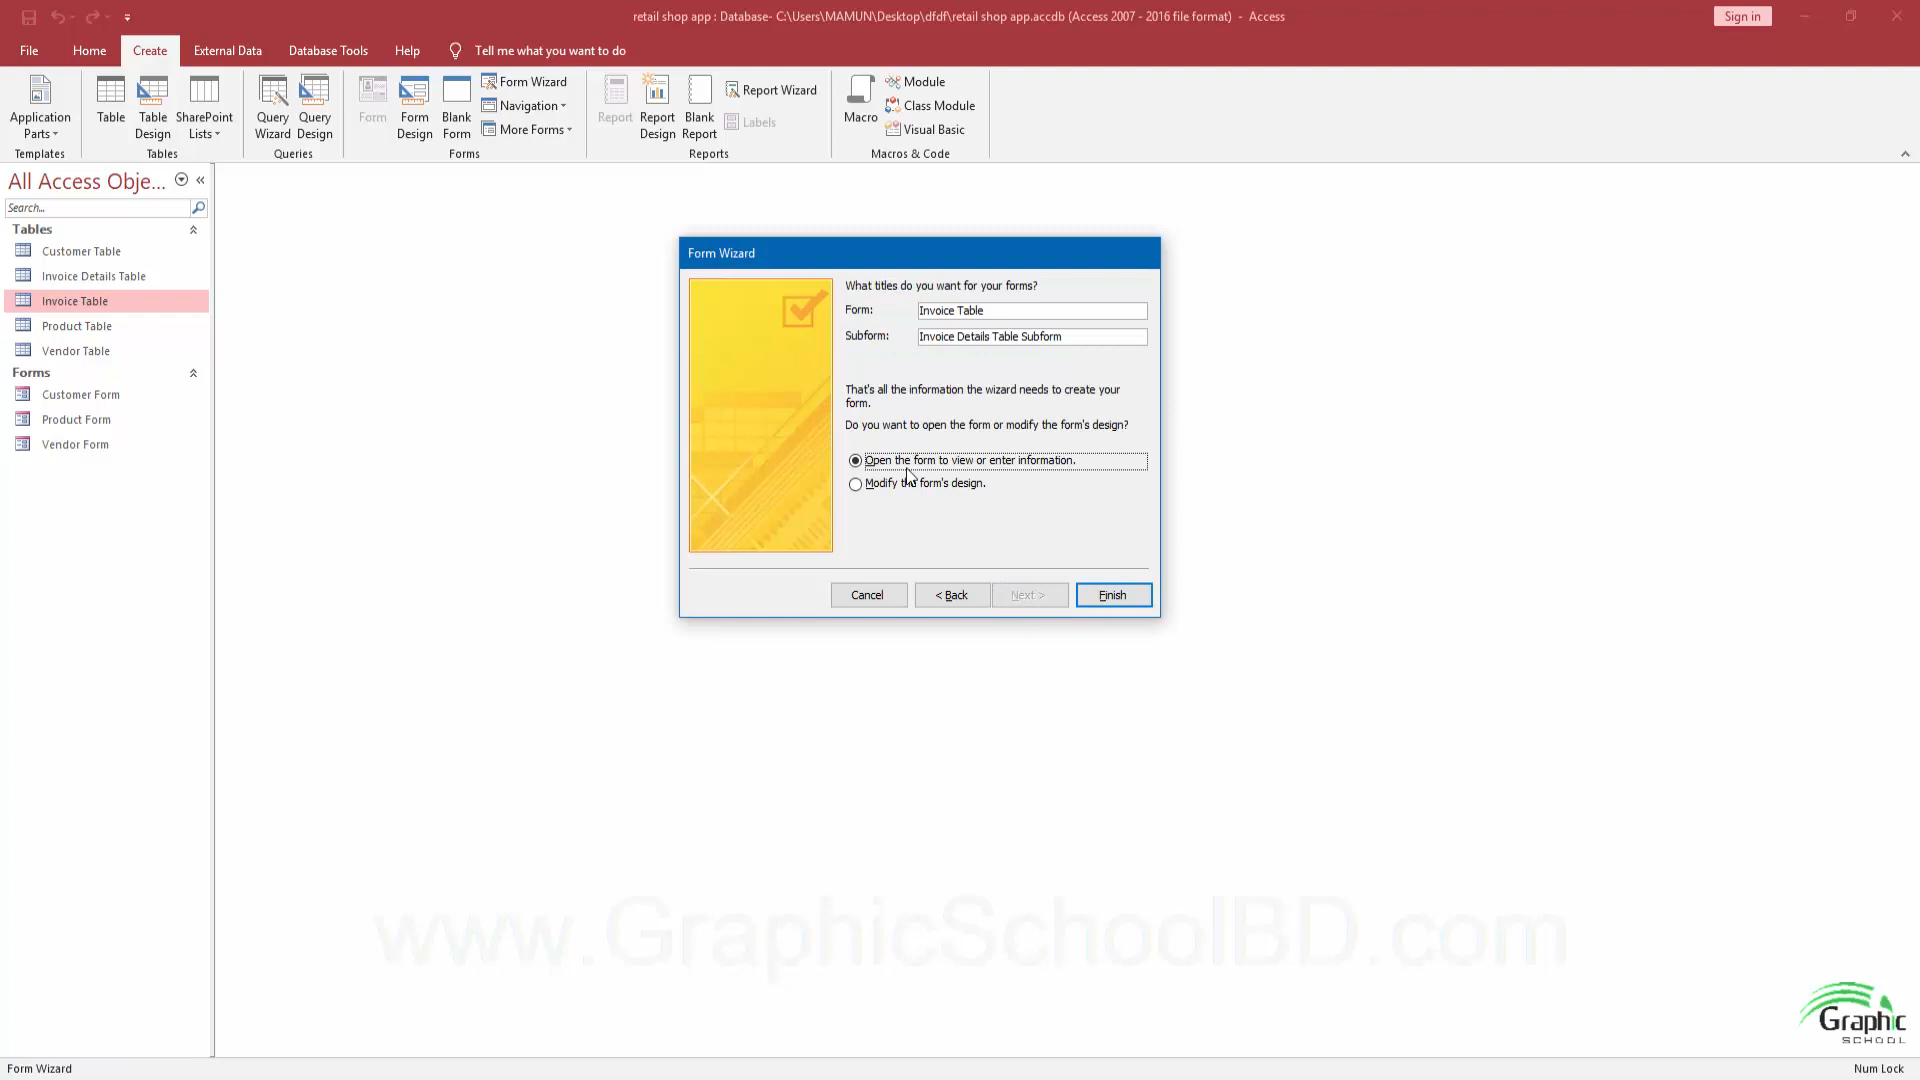 retail shop app : Database- C:\Users\MAMUN\Desktop\dfdf\retail shop app.accdb (Access 2007 - 2016 file format) - Access
Sign in
File Home Create External Data Database Tools Help Tell me what you want to do
Application Parts
Templates
Table
Table Design
SharePoint Lists
Tables
Query Wizard
Query Design
Queries
Form
Form Design
Blank Form
Form Wizard
Navigation
More Forms
Forms
Report
Report Design
Blank Report
Report Wizard
Labels
Reports
Macro
Module
Class Module
Visual Basic
Macros & Code
All Access Obje...
Search...
Tables
Customer Table
Invoice Details Table
Invoice Table
Product Table
Vendor Table
Forms
Customer Form
Product Form
Vendor Form
Form Wizard
What titles do you want for your forms?
Form: Invoice Table
Subform: Invoice Details Table Subform
That's all the information the wizard needs to create your
form.
Do you want to open the form or modify the form's design?
Open the form to view or enter information.
Modify the form's design.
Cancel < Back Next > Finish
www.GraphicSchoolBD.com
Graphic
SCHOOL
Form Wizard
Num Lock